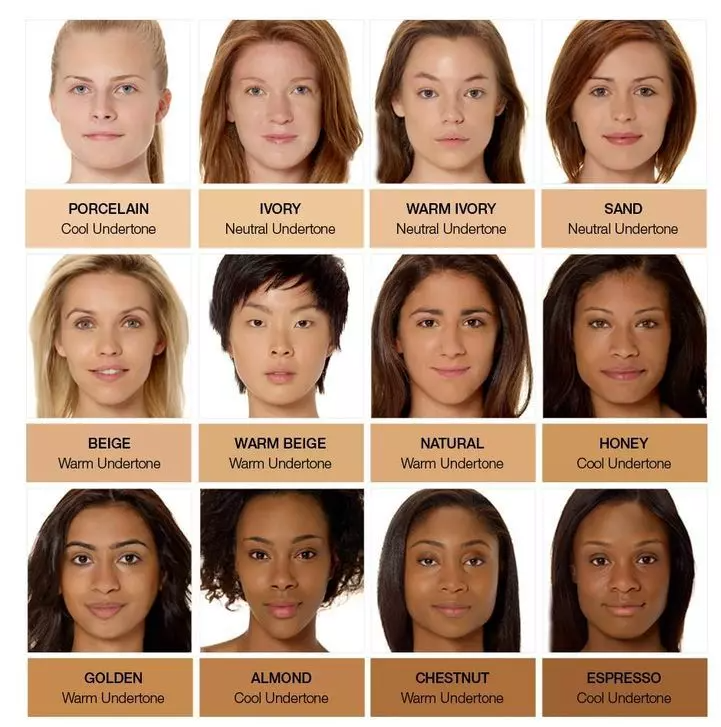 PORCELAIN
Cool Undertone
IVORY
Neutral Undertone
WARM IVORY
Neutral Undertone
SAND
Neutral Undertone
BEIGE
Warm Undertone
WARM BEIGE
Warm Undertone
NATURAL
Warm Undertone
HONEY
Cool Undertone
GOLDEN
Warm Undertone
ALMOND
Cool Undertone
CHESTNUT
Warm Undertone
ESPRESSO
Cool Undertone